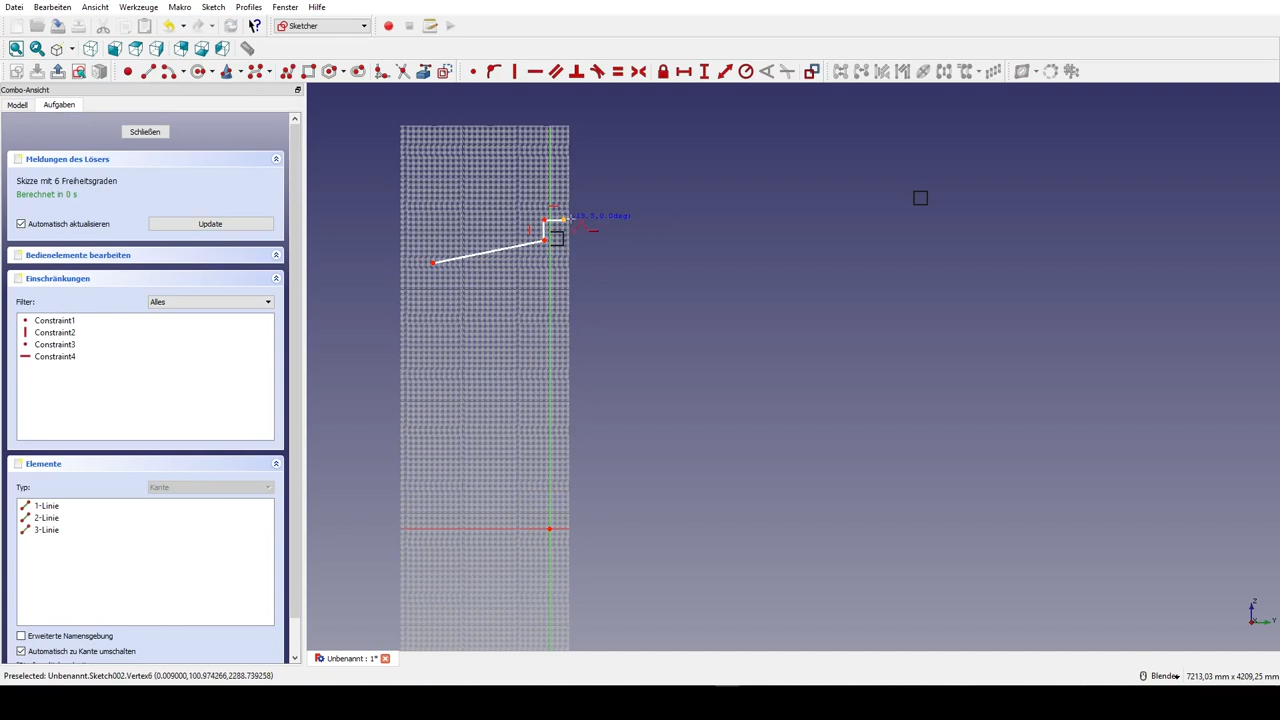 Datei Bearbeiten Ansicht Werkzeuge Makro Sketch Profiles Fenster Hilfe
Sketcher
Combo-Ansicht
Modell Aufgaben
Schließen
Meldungen des Lösers
Skizze mit 6 Freiheitsgraden
Berechnet in 0 s
Automatisch aktualisieren Update
Bedienelemente bearbeiten
Einschränkungen
Filter: Alles
Constraint1
Constraint2
Constraint3
Constraint4
Elemente
Typ: Kante
1-Linie
2-Linie
3-Linie
Erweiterte Namensgebung
Automatisch zu Kante umschalten
Z
Y
Unbenannt : 1*
Preselected: Unbenannt.Sketch002.Vertex6 (0.009000,100.974266,2288.739258)
Blender 7213,03 mm x 4209,25 mm